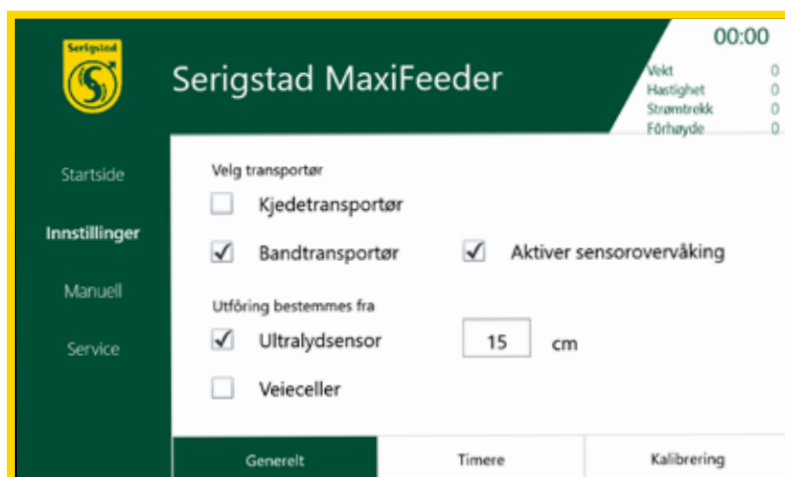 Serigstad
Serigstad MaxiFeeder
00:00
Vekt 0
Hastighet 0
Strømtrekk 0
Fôrhøyde 0
Startside
Innstillinger
Manuell
Service
Velg transportør
Kjedetransportør
Bandtransportør
Aktiver sensorovervåking
Utfôring bestemmes fra
Ultralydsensor
15 cm
Veieceller
Generelt
Timere
Kalibrering